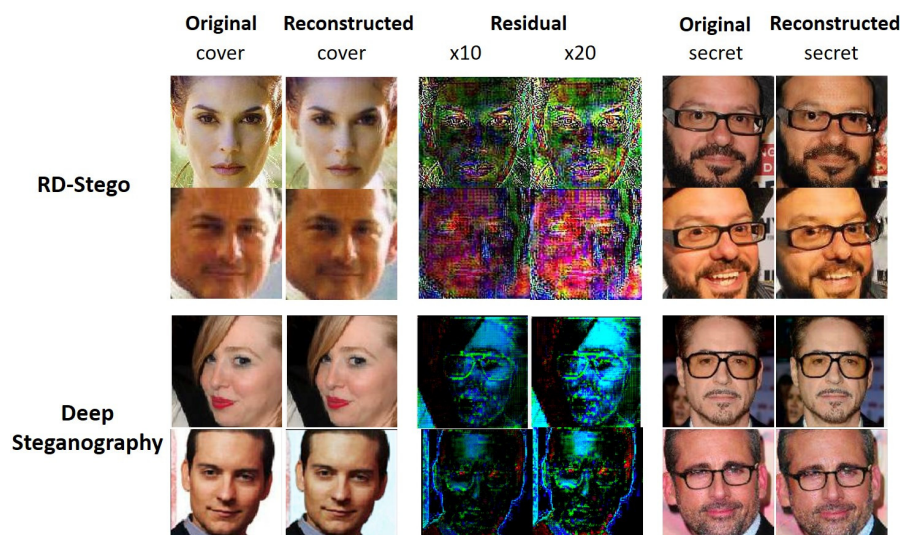 Original Reconstructed Residual Original Reconstructed
cover cover x10 x20 secret secret
RD-Stego
Deep
Steganography